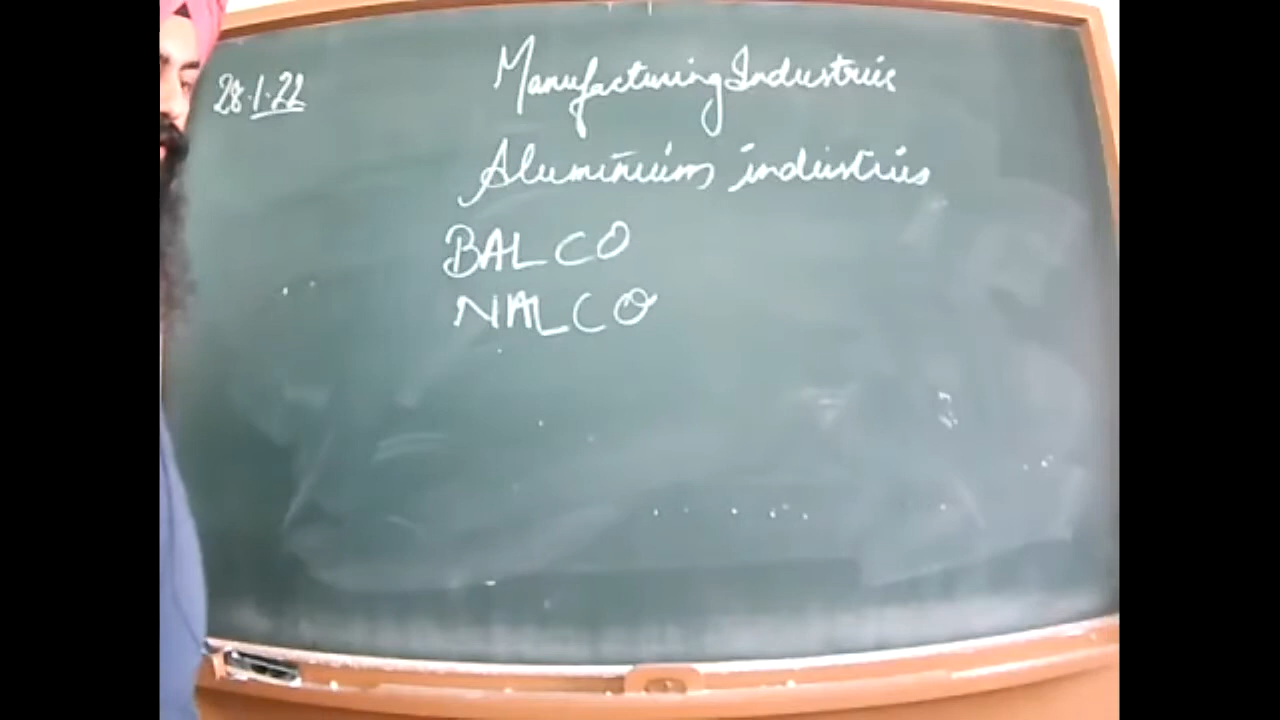 Manufacturing Industries
28.1.22
Aluminium industries
BALCO
NALCO